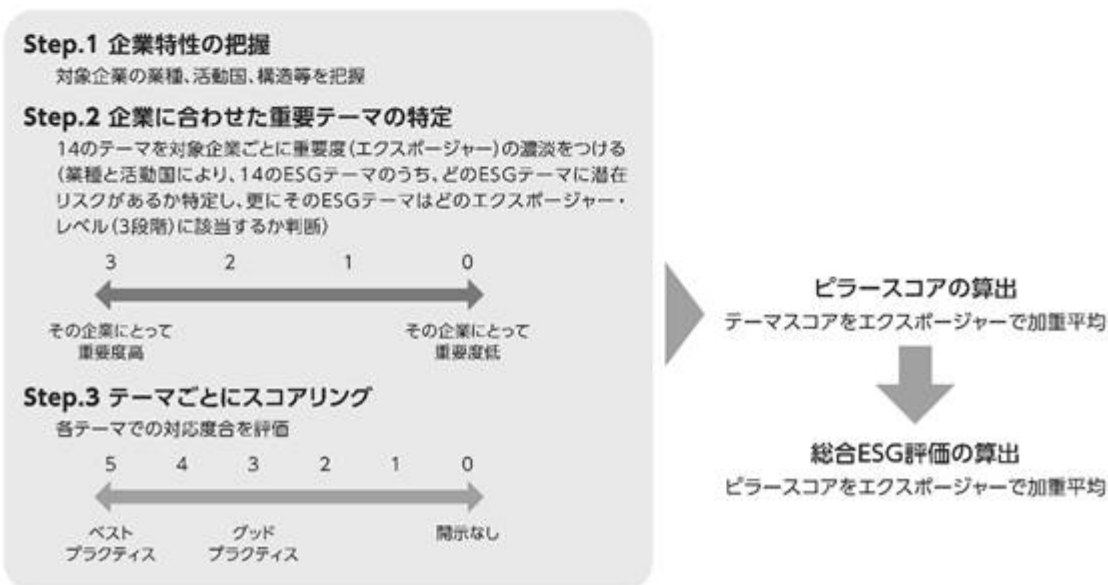 Step.1 企業特性の把握
対象企業の業種、活動国、構造等を把握
Step.2 企業に合わせた重要テーマの特定
14のテーマを対象企業ごとに重要度(エクスポージャー)の濃淡をつける
(業種と活動国により、14のESGテーマのうち、どのESGテーマに潜在
リスクがあるか特定し、更にそのESGテーマはどのエクスポージャー・
レベル(3段階)に該当するか判断)
3 2 1 0
その企業にとって
重要度高
その企業にとって
重要度低
Step.3 テーマごとにスコアリング
各テーマでの対応度合を評価
5 4 3 2 1 0
ベスト
プラクティス
グッド
プラクティス
開示なし
ピラースコアの算出
テーマスコアをエクスポージャーで加重平均
総合ESG評価の算出
ピラースコアをエクスポージャーで加重平均